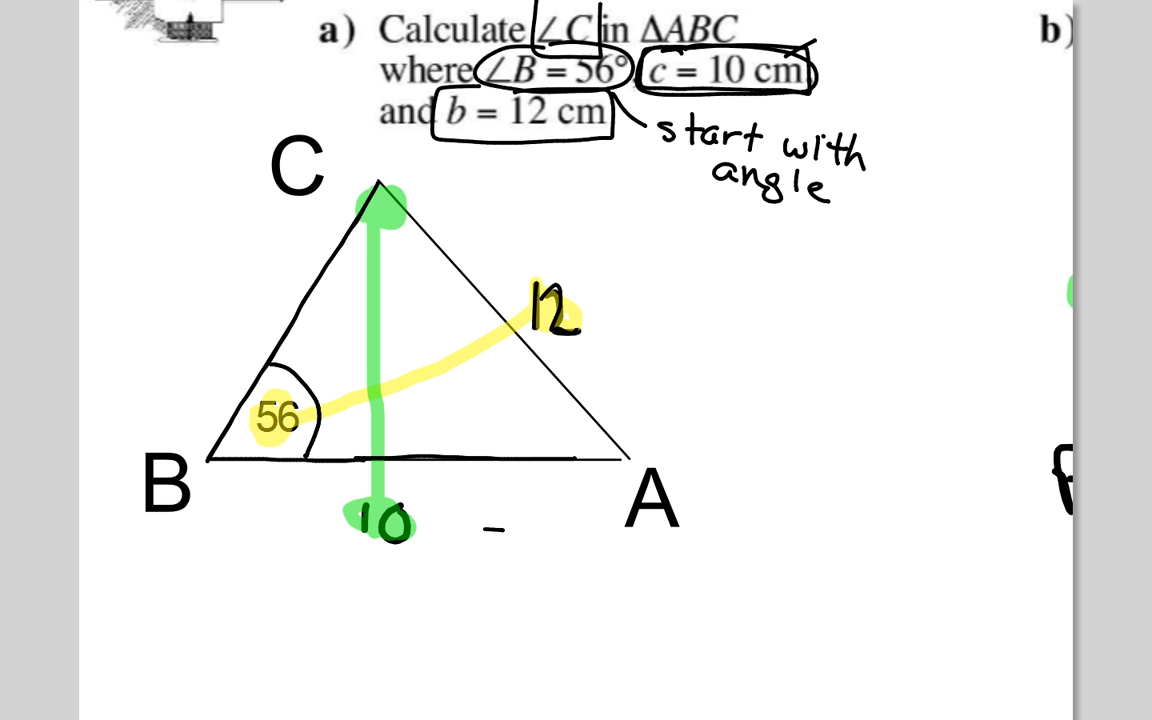 a) Calculate ∠C in ΔABC
where ∠B = 56°, c = 10 cm
and b = 12 cm
b)
start with
angle
C
12
56
B
A
10 -